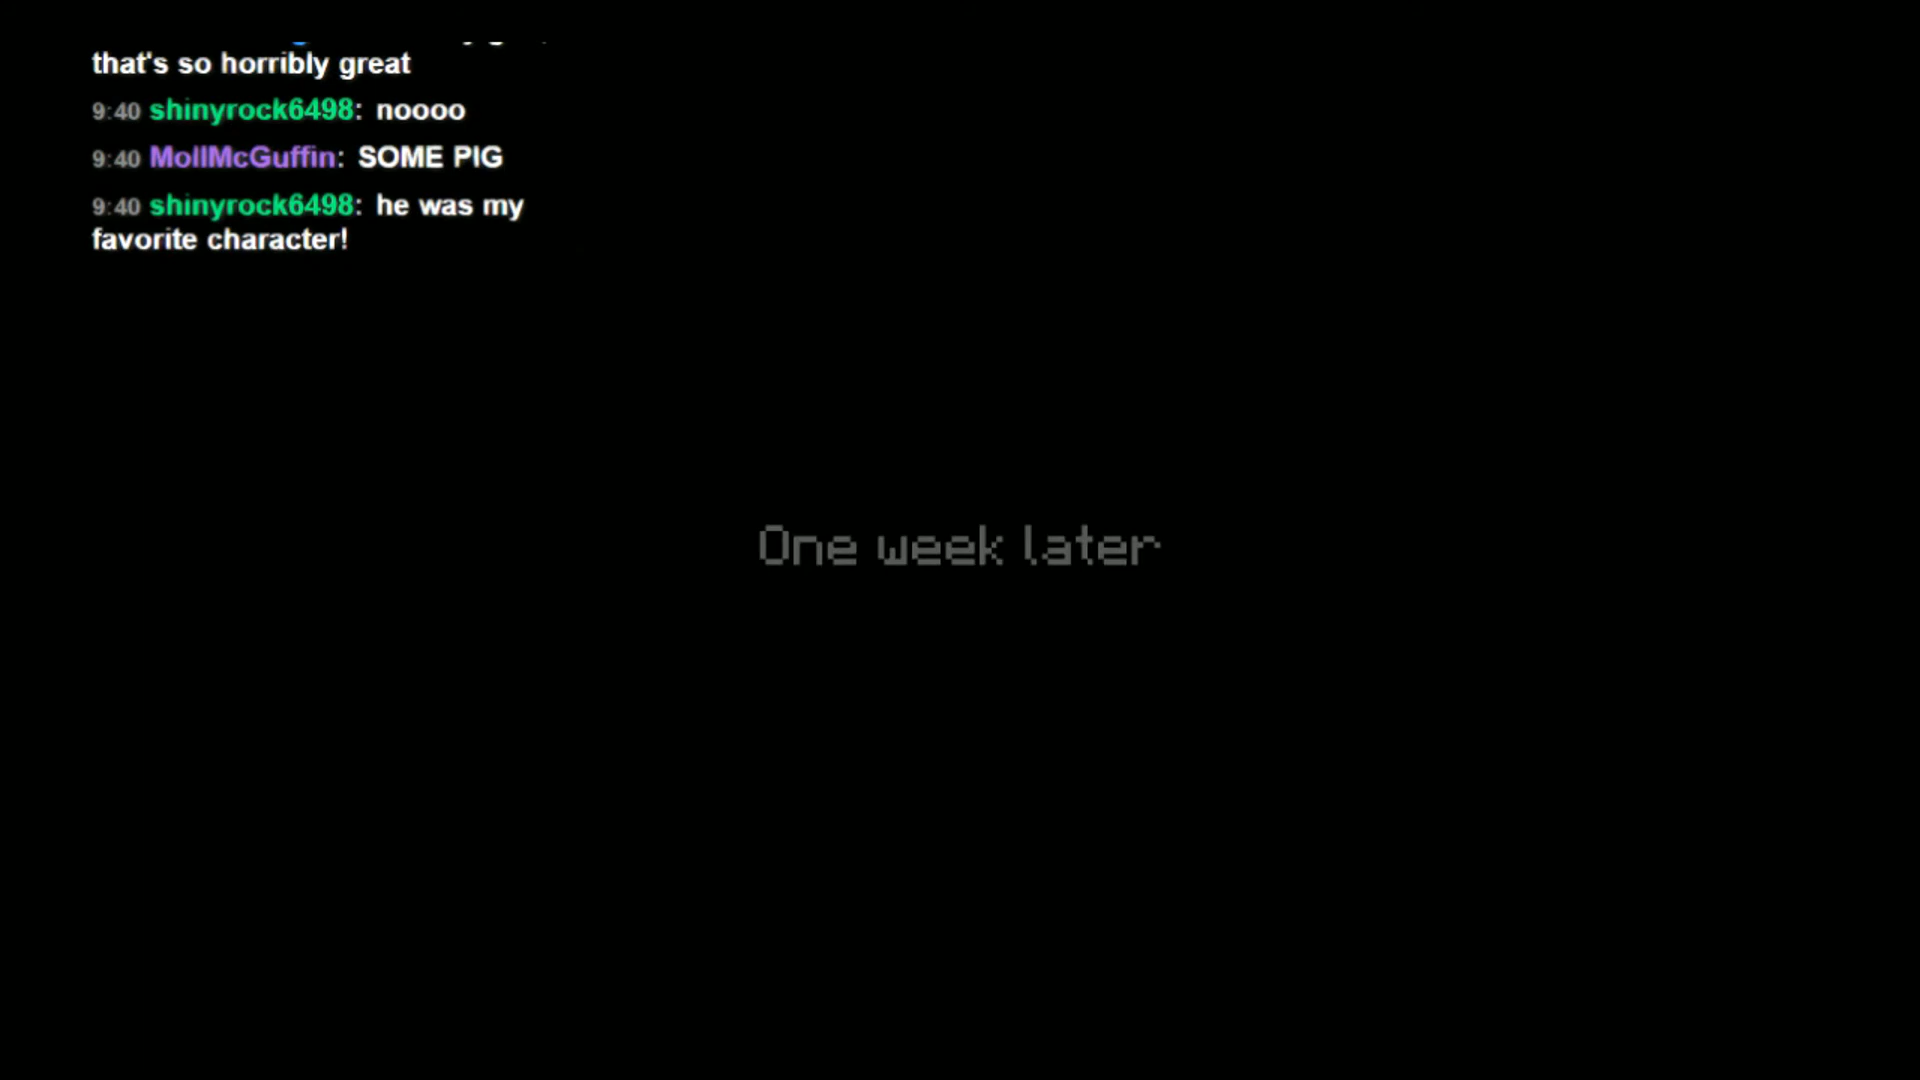 that's so horribly great
9:40 shinyrock6498: noooo
9:40 MollMcGuffin: SOME PIG
9:40 shinyrock6498: he was my
favorite character!
One week later